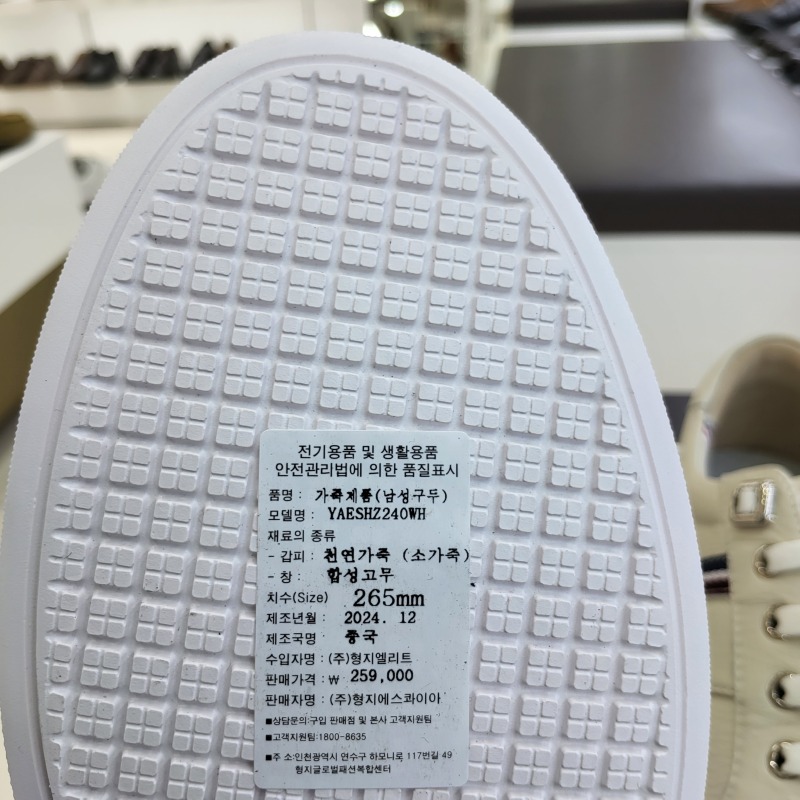 전기용품 및 생활용품
안전관리법에 의한 품질표시
품명 : 가죽제품(남성구두)
모델명 : YAESHZ240WH
재료의 종류
- 갑피 : 천연가죽 (소가죽)
- 창 : 합성고무
치수(Size) 265mm
제조년월 : 2024. 12
제조국명 : 중국
수입자명 : (주)형지엘리트
판매가격 : ₩ 259,000
판매자명 : (주)형지에스콰이아
■상담문의:구입 판매점 및 본사 고객지원팀
■고객지원팀:1800-8635
■주 소:인천광역시 연수구 하모니로 117번길 49
형지글로벌패션복합센터